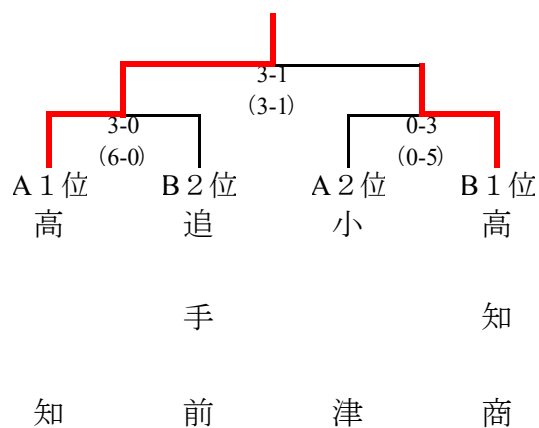 3-1
(3-1)
3-0
(6-0)
0-3
(0-5)
A１位 B２位 A２位 B１位
高知
追手前
小津
高知商